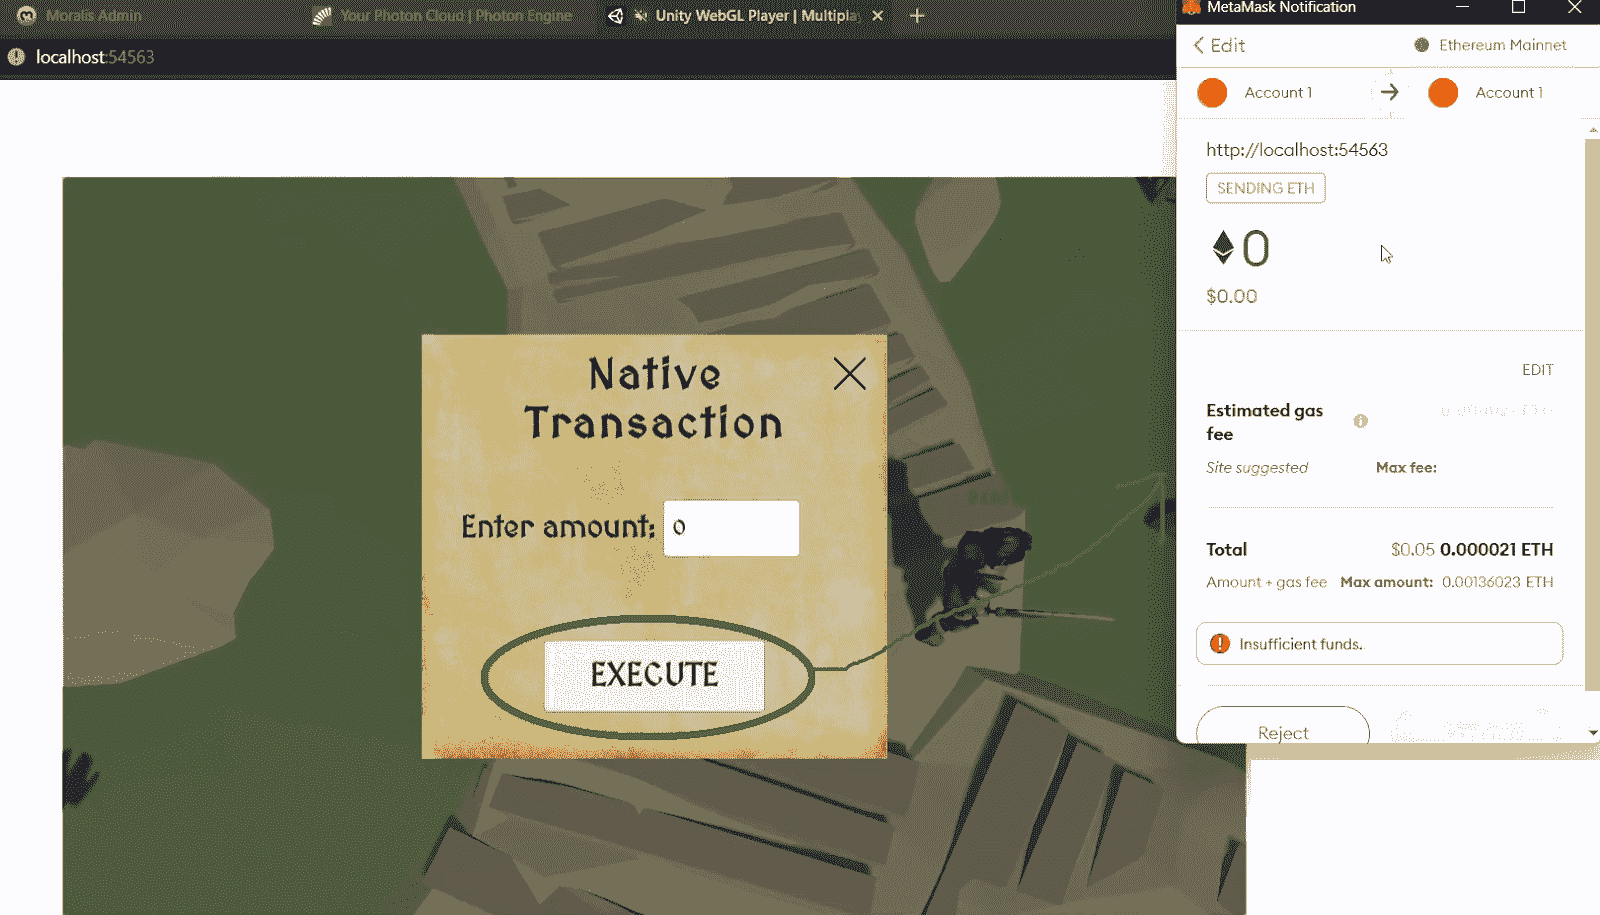 Moralis Admin
Your Photon Cloud | Photon Engine
Unity WebGL Player | Multipla
MetaMask Notification
localhost:54563
Edit
Ethereum Mainnet
Account 1
Account 1
http://localhost:54563
SENDING ETH
0
$0.00
EDIT
Estimated gas
fee
Site suggested
Max fee:
Total
$0.05 0.000021 ETH
Amount + gas fee Max amount: 0.00136023 ETH
Insufficient funds.
Reject
Native
Transaction
Enter amount: 0
EXECUTE